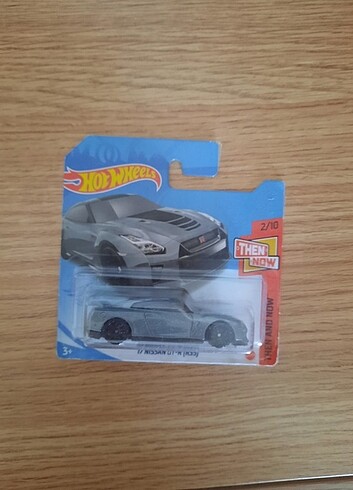 HOT WHEELS
2/10
THEN
NOW
THEN AND NOW
3+
17 NISSAN GT-R [R35]